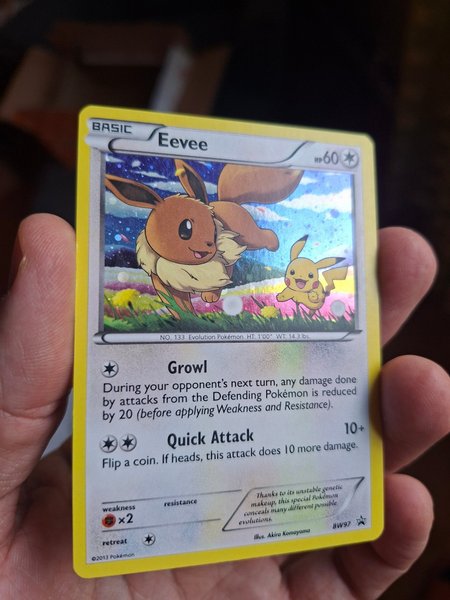 BASIC
Eevee
HP60
NO. 133 Evolution Pokémon HT. 1'00" WT. 14.3 lbs.
Growl
During your opponent's next turn, any damage done
by attacks from the Defending Pokémon is reduced
by 20 (before applying Weakness and Resistance).
Quick Attack 10+
Flip a coin. If heads, this attack does 10 more damage.
weakness
×2
resistance
retreat
Thanks to its unstable genetic
makeup, this special Pokémon
conceals many different possible
evolutions.
Illus. Akira Komayama
BW97
©2013 Pokémon